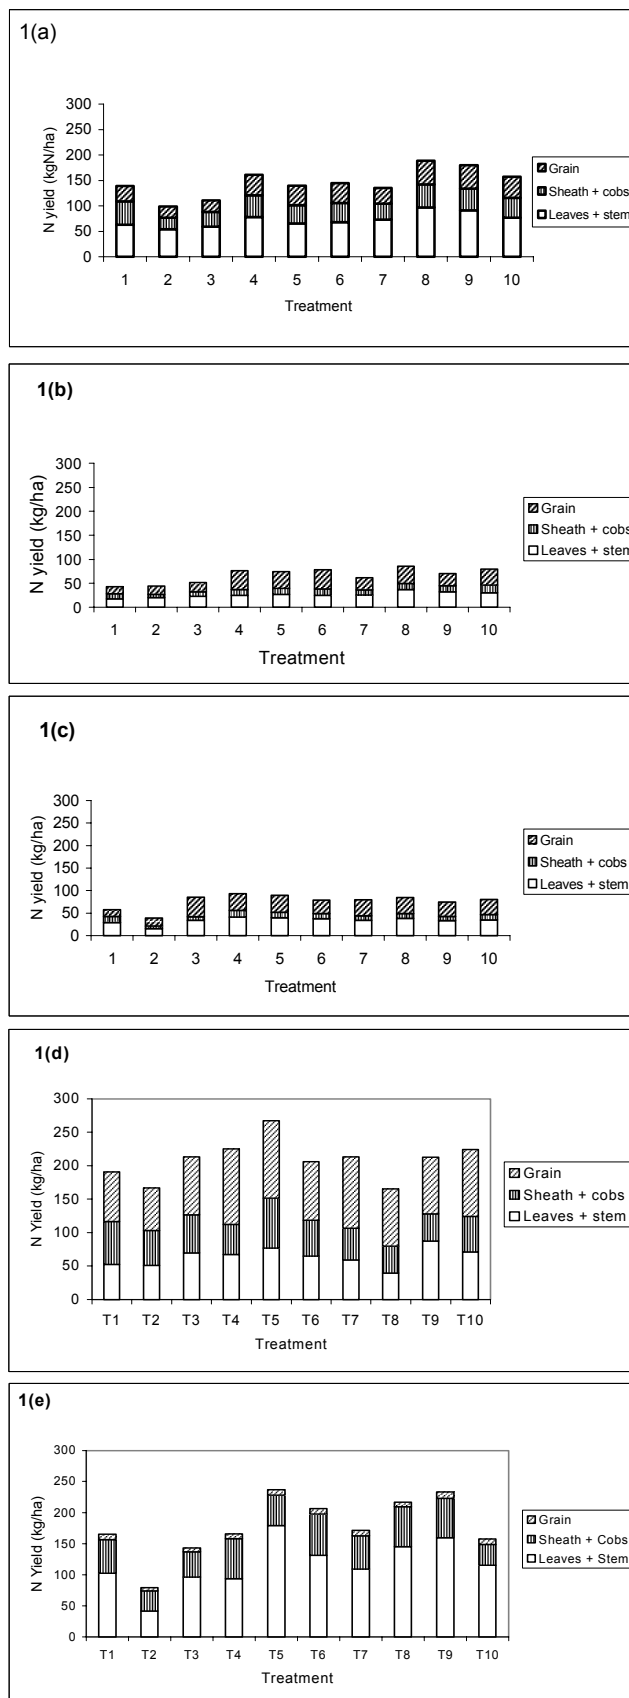 1(a)
300
250
200
150
100
50
0
N yield (kgN/ha)
1 2 3 4 5 6 7 8 9 10
Treatment
Grain
Sheath + cobs
Leaves + stem
1(b)
300
250
200
150
100
50
0
N yield (kg/ha)
1 2 3 4 5 6 7 8 9 10
Treatment
Grain
Sheath + cobs
Leaves + stem
1(c)
300
250
200
150
100
50
0
N yield (kg/ha)
1 2 3 4 5 6 7 8 9 10
Treatment
Grain
Sheath + cobs
Leaves + stem
1(d)
300
250
200
150
100
50
0
N Yield (kg/ha)
T1 T2 T3 T4 T5 T6 T7 T8 T9 T10
Treatment
Grain
Sheath + cobs
Leaves + stem
1(e)
300
250
200
150
100
50
0
N Yield (kg/ha)
T1 T2 T3 T4 T5 T6 T7 T8 T9 T10
Treatment
Grain
Sheath + Cobs
Leaves + Stem